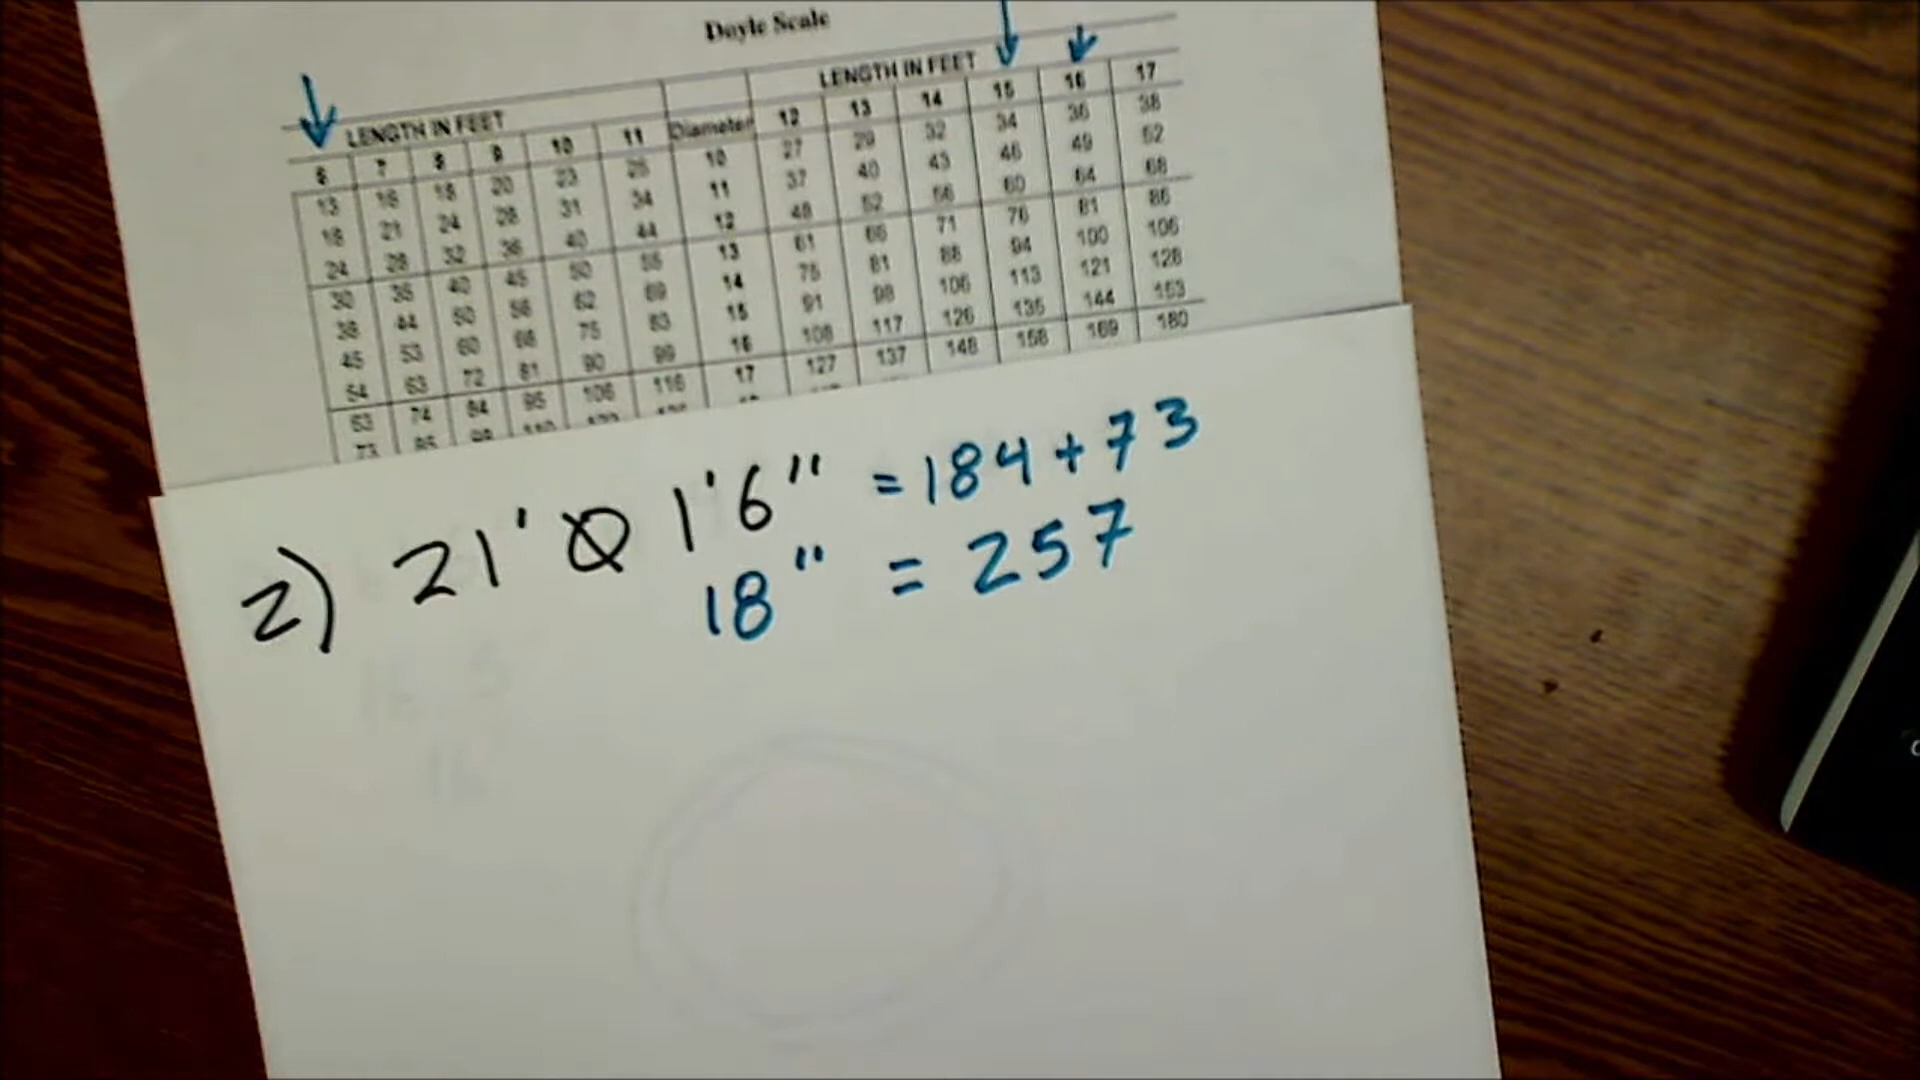 Doyle Scale
LENGTH IN FEET LENGTH IN FEET
6 7 8 9 10 11 Diameter 12 13 14 15 16 17
13 16 18 20 23 25 10 27 29 32 34 36 38
18 21 24 28 31 34 11 37 40 43 46 49 52
24 28 32 36 40 44 12 48 52 56 60 64 68
30 35 40 45 50 55 13 61 66 71 76 81 86
38 44 50 56 62 69 14 75 81 88 94 100 106
45 53 60 68 75 83 15 91 98 106 113 121 128
54 63 72 81 90 99 16 108 117 126 135 144 153
63 74 84 95 106 116 17 127 137 148 158 169 180
73 85 98
2) 21' @ 1'6" = 184 + 73
18" = 257